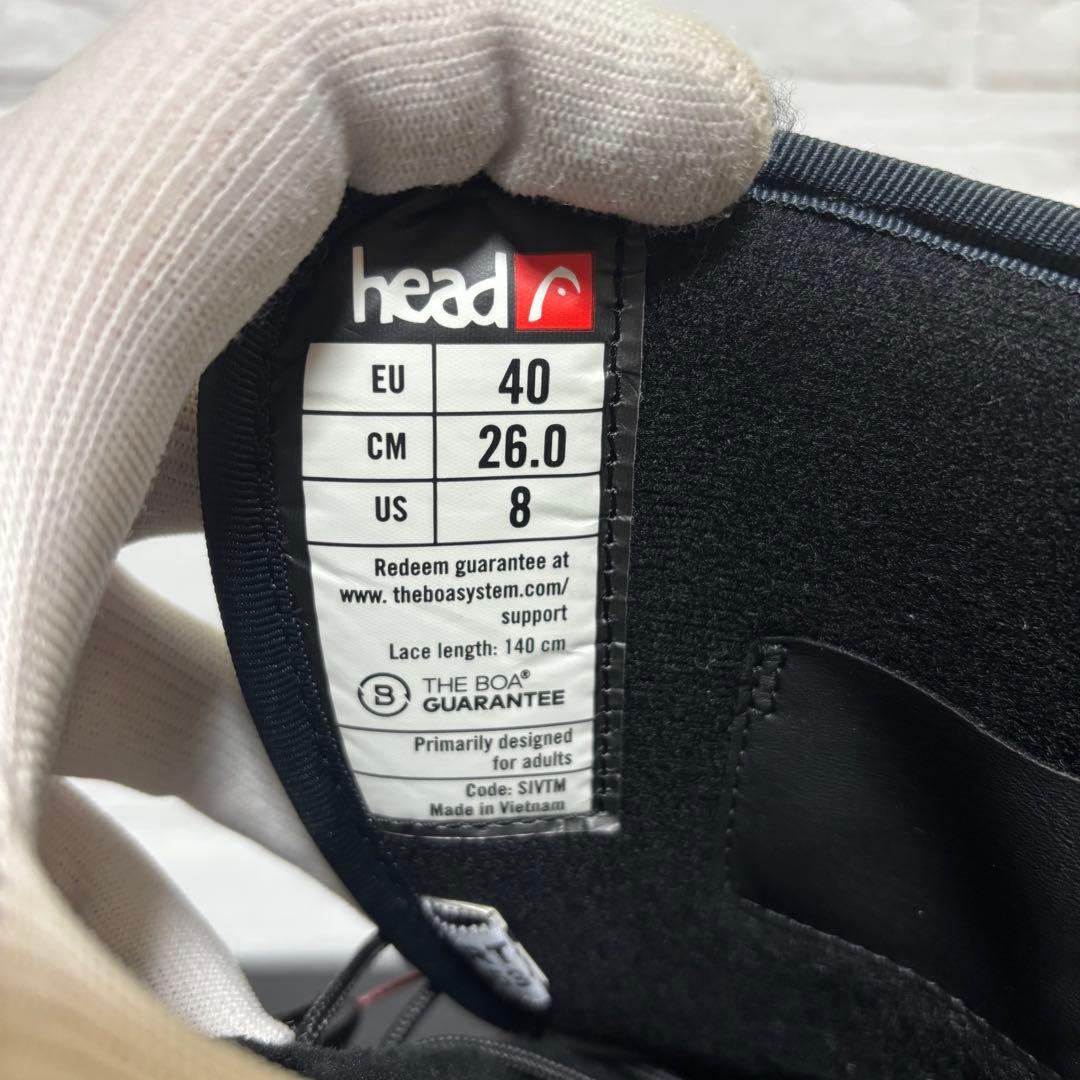 head
EU 40
CM 26.0
US 8
Redeem guarantee at
www. theboasystem.com/
support
Lace length: 140 cm
B THE BOA®
GUARANTEE
Primarily designed
for adults
Code: SIVTM
Made in Vietnam